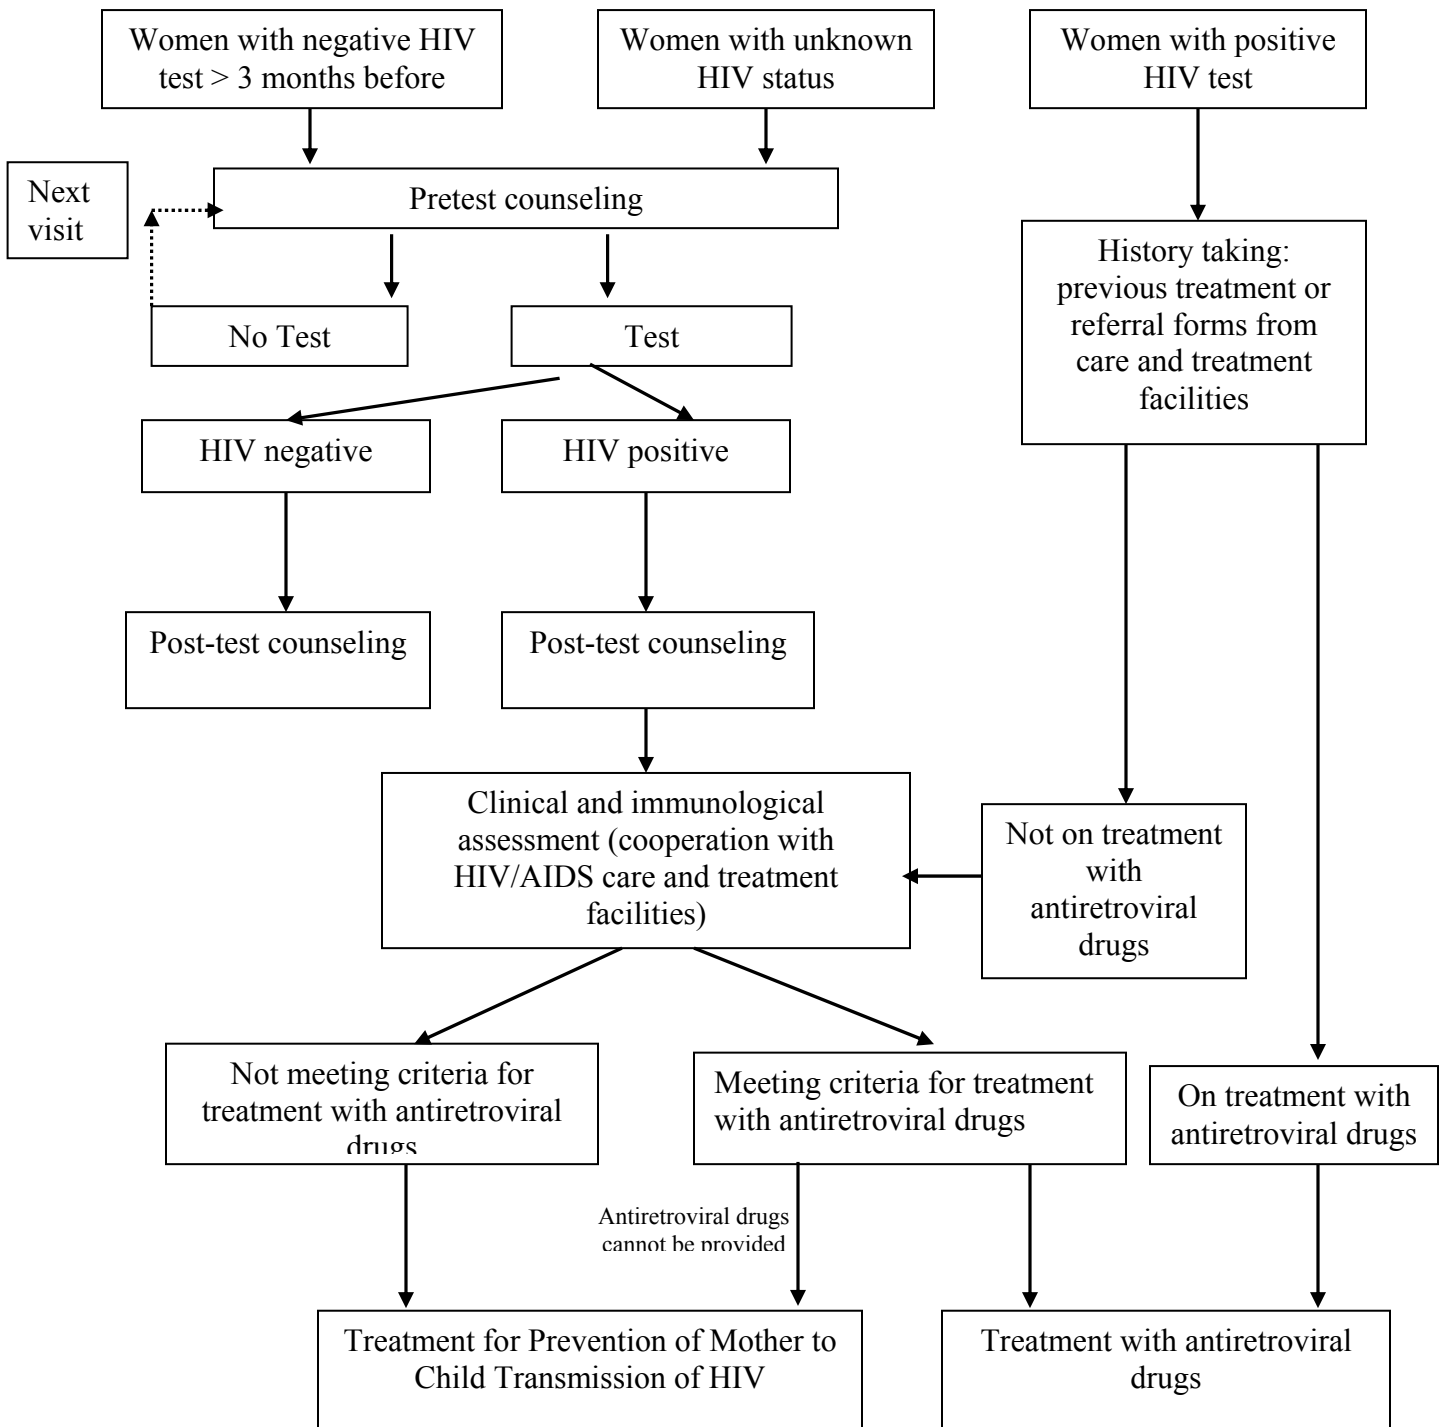 Women with negative HIV
test > 3 months before
Women with unknown
HIV status
Women with positive
HIV test
Next
visit
Pretest counseling
History taking:
previous treatment or
referral forms from
care and treatment
facilities
No Test
Test
HIV negative
HIV positive
Post-test counseling
Post-test counseling
Clinical and immunological
assessment (cooperation with
HIV/AIDS care and treatment
facilities)
Not on treatment
with
antiretroviral
drugs
Not meeting criteria for
treatment with antiretroviral
drugs
Meeting criteria for treatment
with antiretroviral drugs
On treatment with
antiretroviral drugs
Antiretroviral drugs
cannot be provided
Treatment for Prevention of Mother to
Child Transmission of HIV
Treatment with antiretroviral
drugs